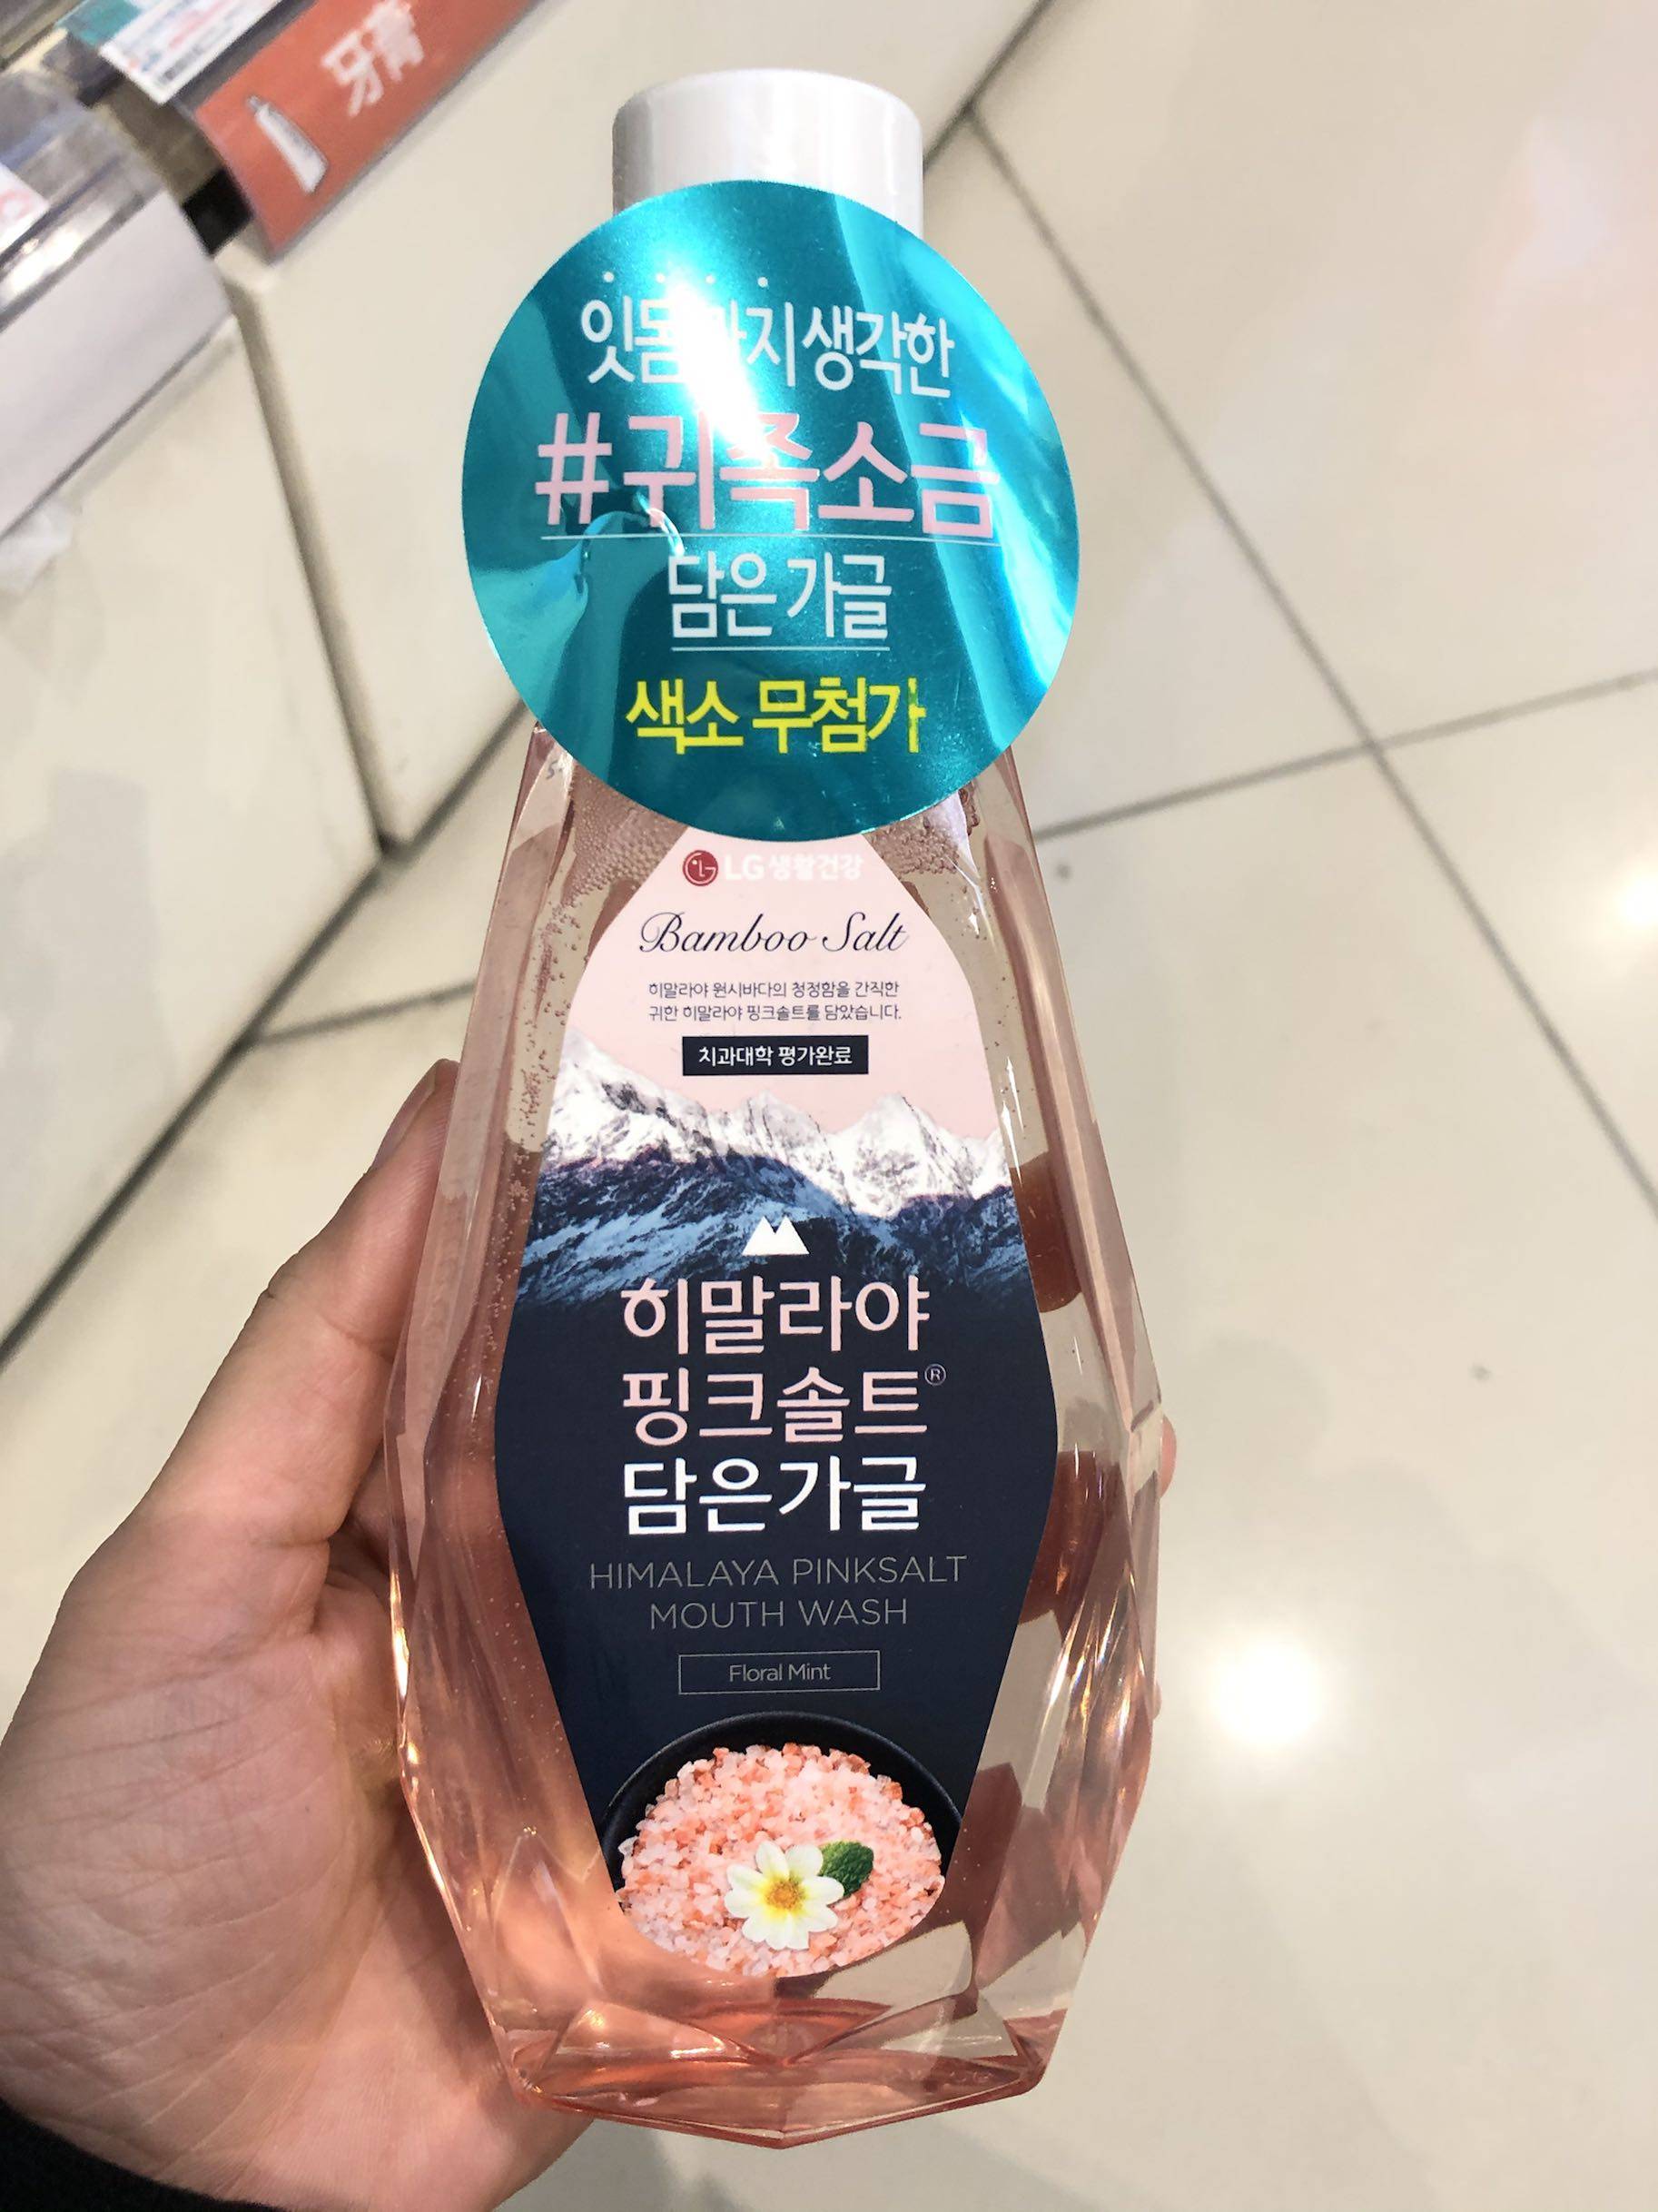 牙膏
잇몸까지생각한
#귀족소금
담은가글
색소 무첨가
LG생활건강
Bamboo Salt
히말라야 원시바다의 청정함을 간직한
귀한 히말라야 핑크솔트를 담았습니다.
치과대학 평가완료
히말라야
핑크솔트®
담은가글
HIMALAYA PINKSALT
MOUTH WASH
Floral Mint